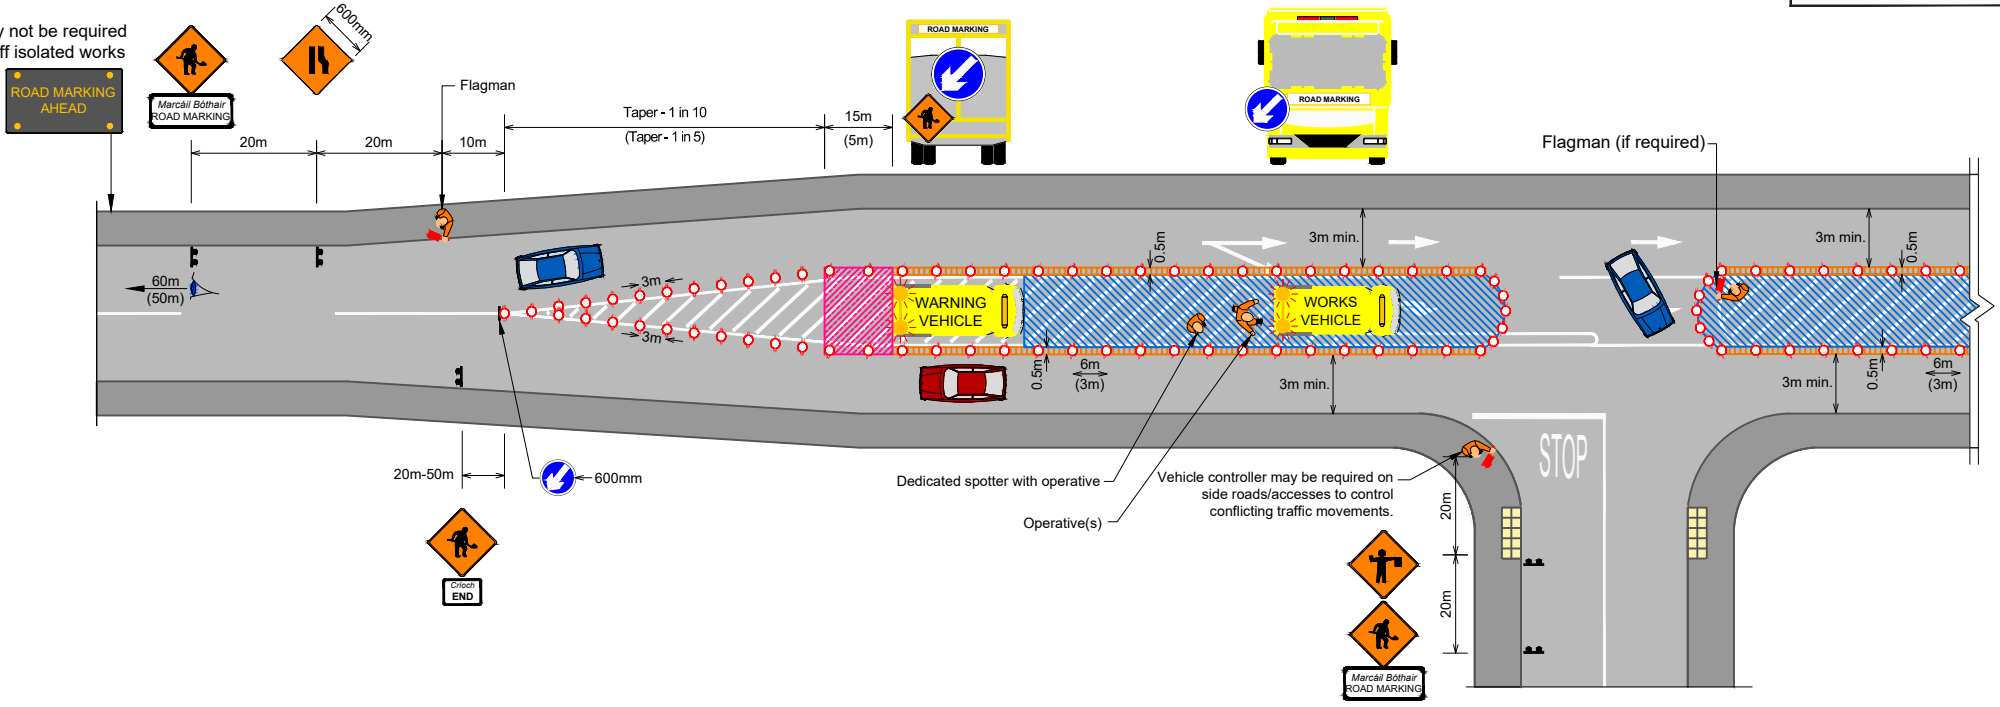 y not be required
ff isolated works
ROAD MARKING
AHEAD
Marcáil Bóthair
ROAD MARKING
600mm
Flagman
20m
20m
10m
Taper - 1 in 10
(Taper - 1 in 5)
15m
(5m)
ROAD MARKING
ROAD MARKING
Flagman (if required)
60m
(50m)
3m
3m
WARNING
VEHICLE
WORKS
VEHICLE
0.5m
3m min.
3m min.
0.5m
0.5m
6m
(3m)
3m min.
3m min.
0.5m
6m
(3m)
20m-50m
600mm
Crioch
END
Dedicated spotter with operative
Operative(s)
Vehicle controller may be required on
side roads/accesses to control
conflicting traffic movements.
STOP
20m
20m
Marcáil Bóthair
ROAD MARKING